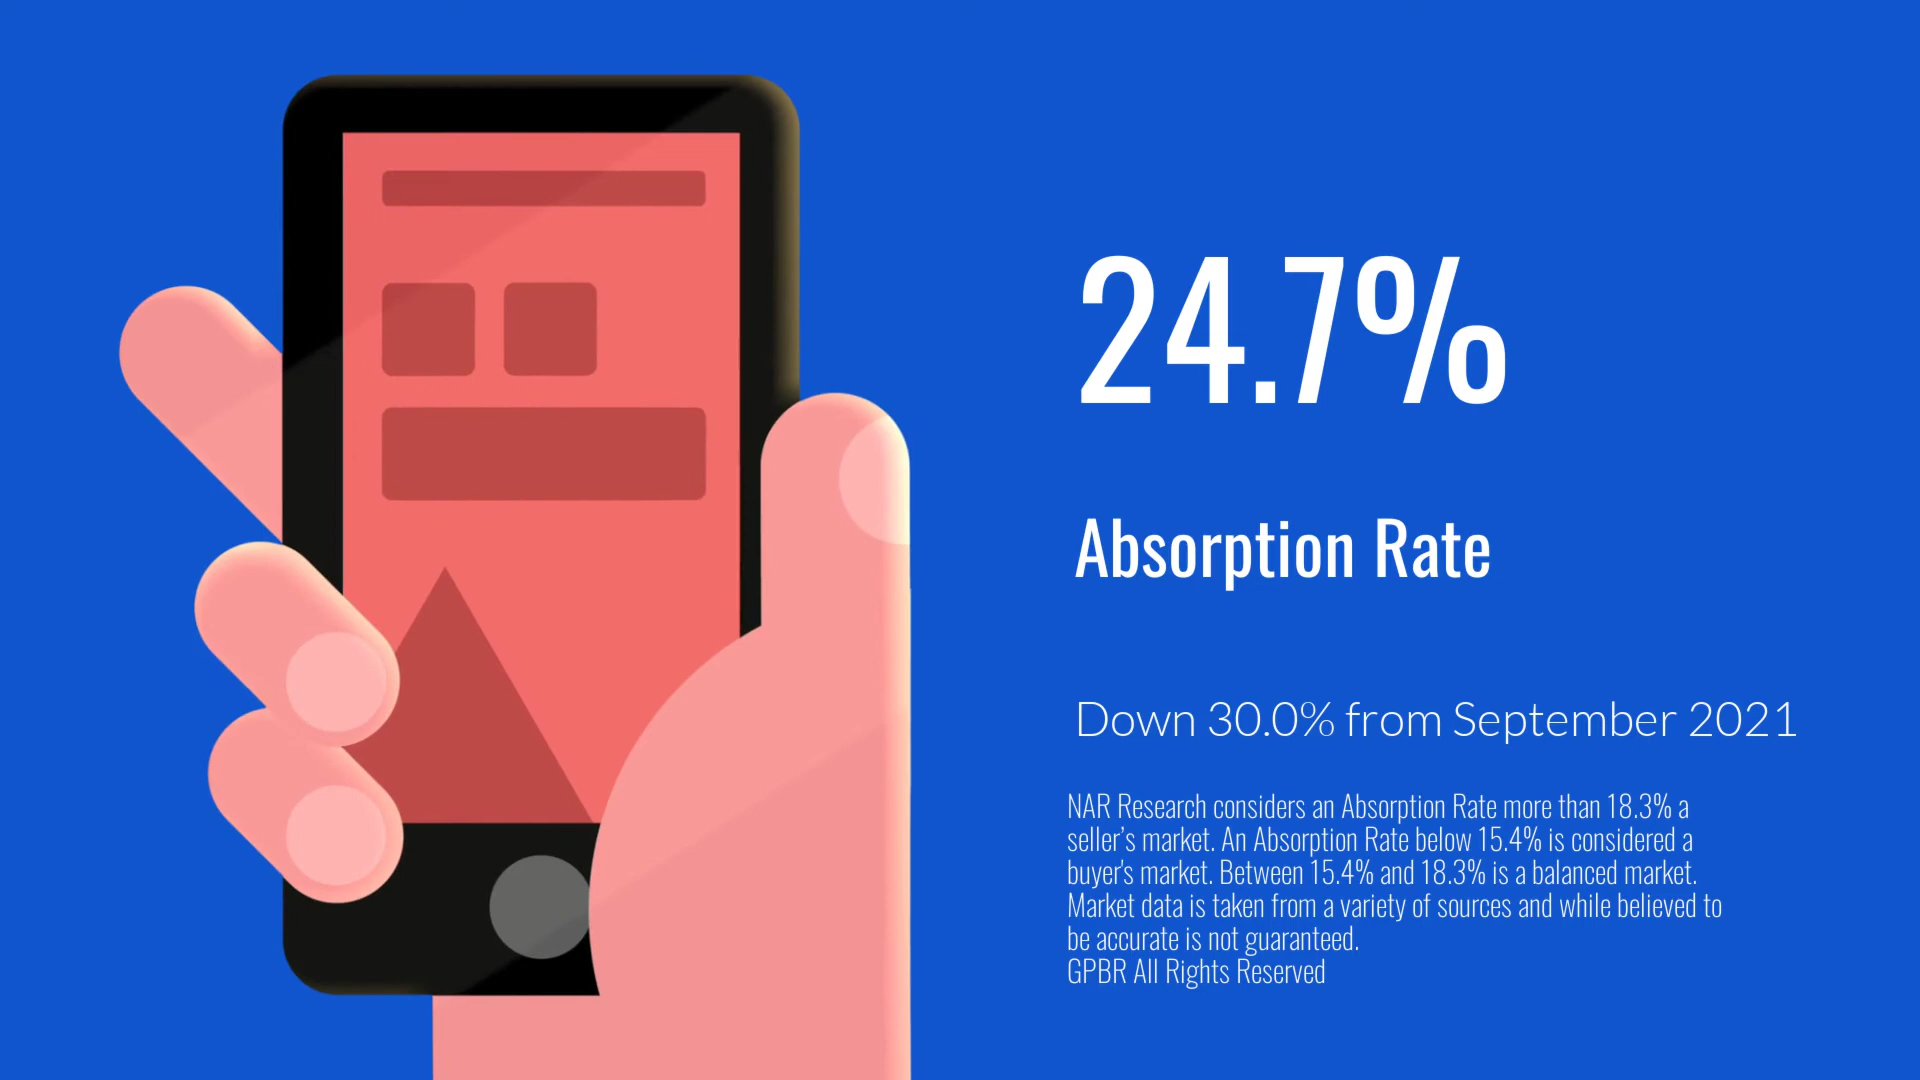 24.7%
Absorption Rate
Down 30.0% from September 2021
NAR Research considers an Absorption Rate more than 18.3% a
seller’s market. An Absorption Rate below 15.4% is considered a
buyer's market. Between 15.4% and 18.3% is a balanced market.
Market data is taken from a variety of sources and while believed to
be accurate is not guaranteed.
GPBR All Rights Reserved